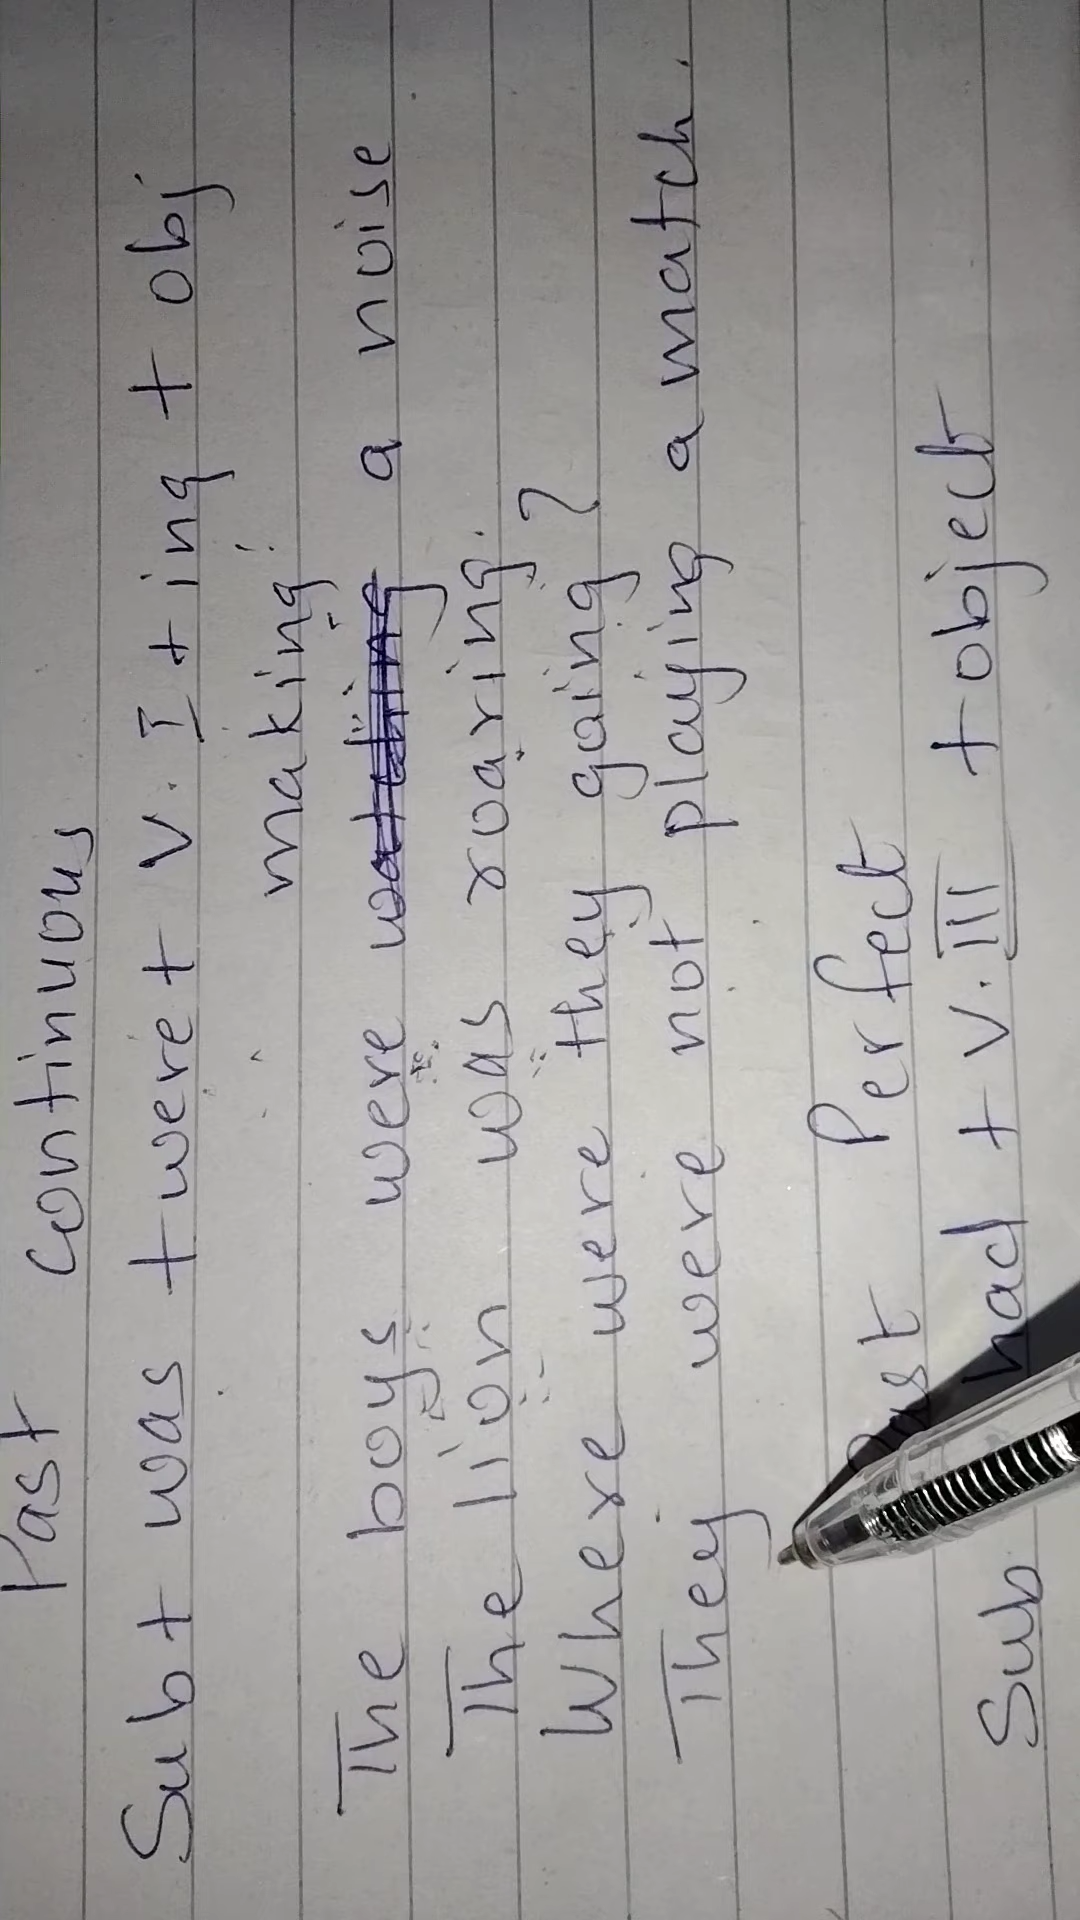 Past continuous
Sub + was + were + V. I + ing + obj
making
The boys were a noise
The lion was roaring.
Where were they going?
They were not playing a match.
Past Perfect
Sub had + V. III + object